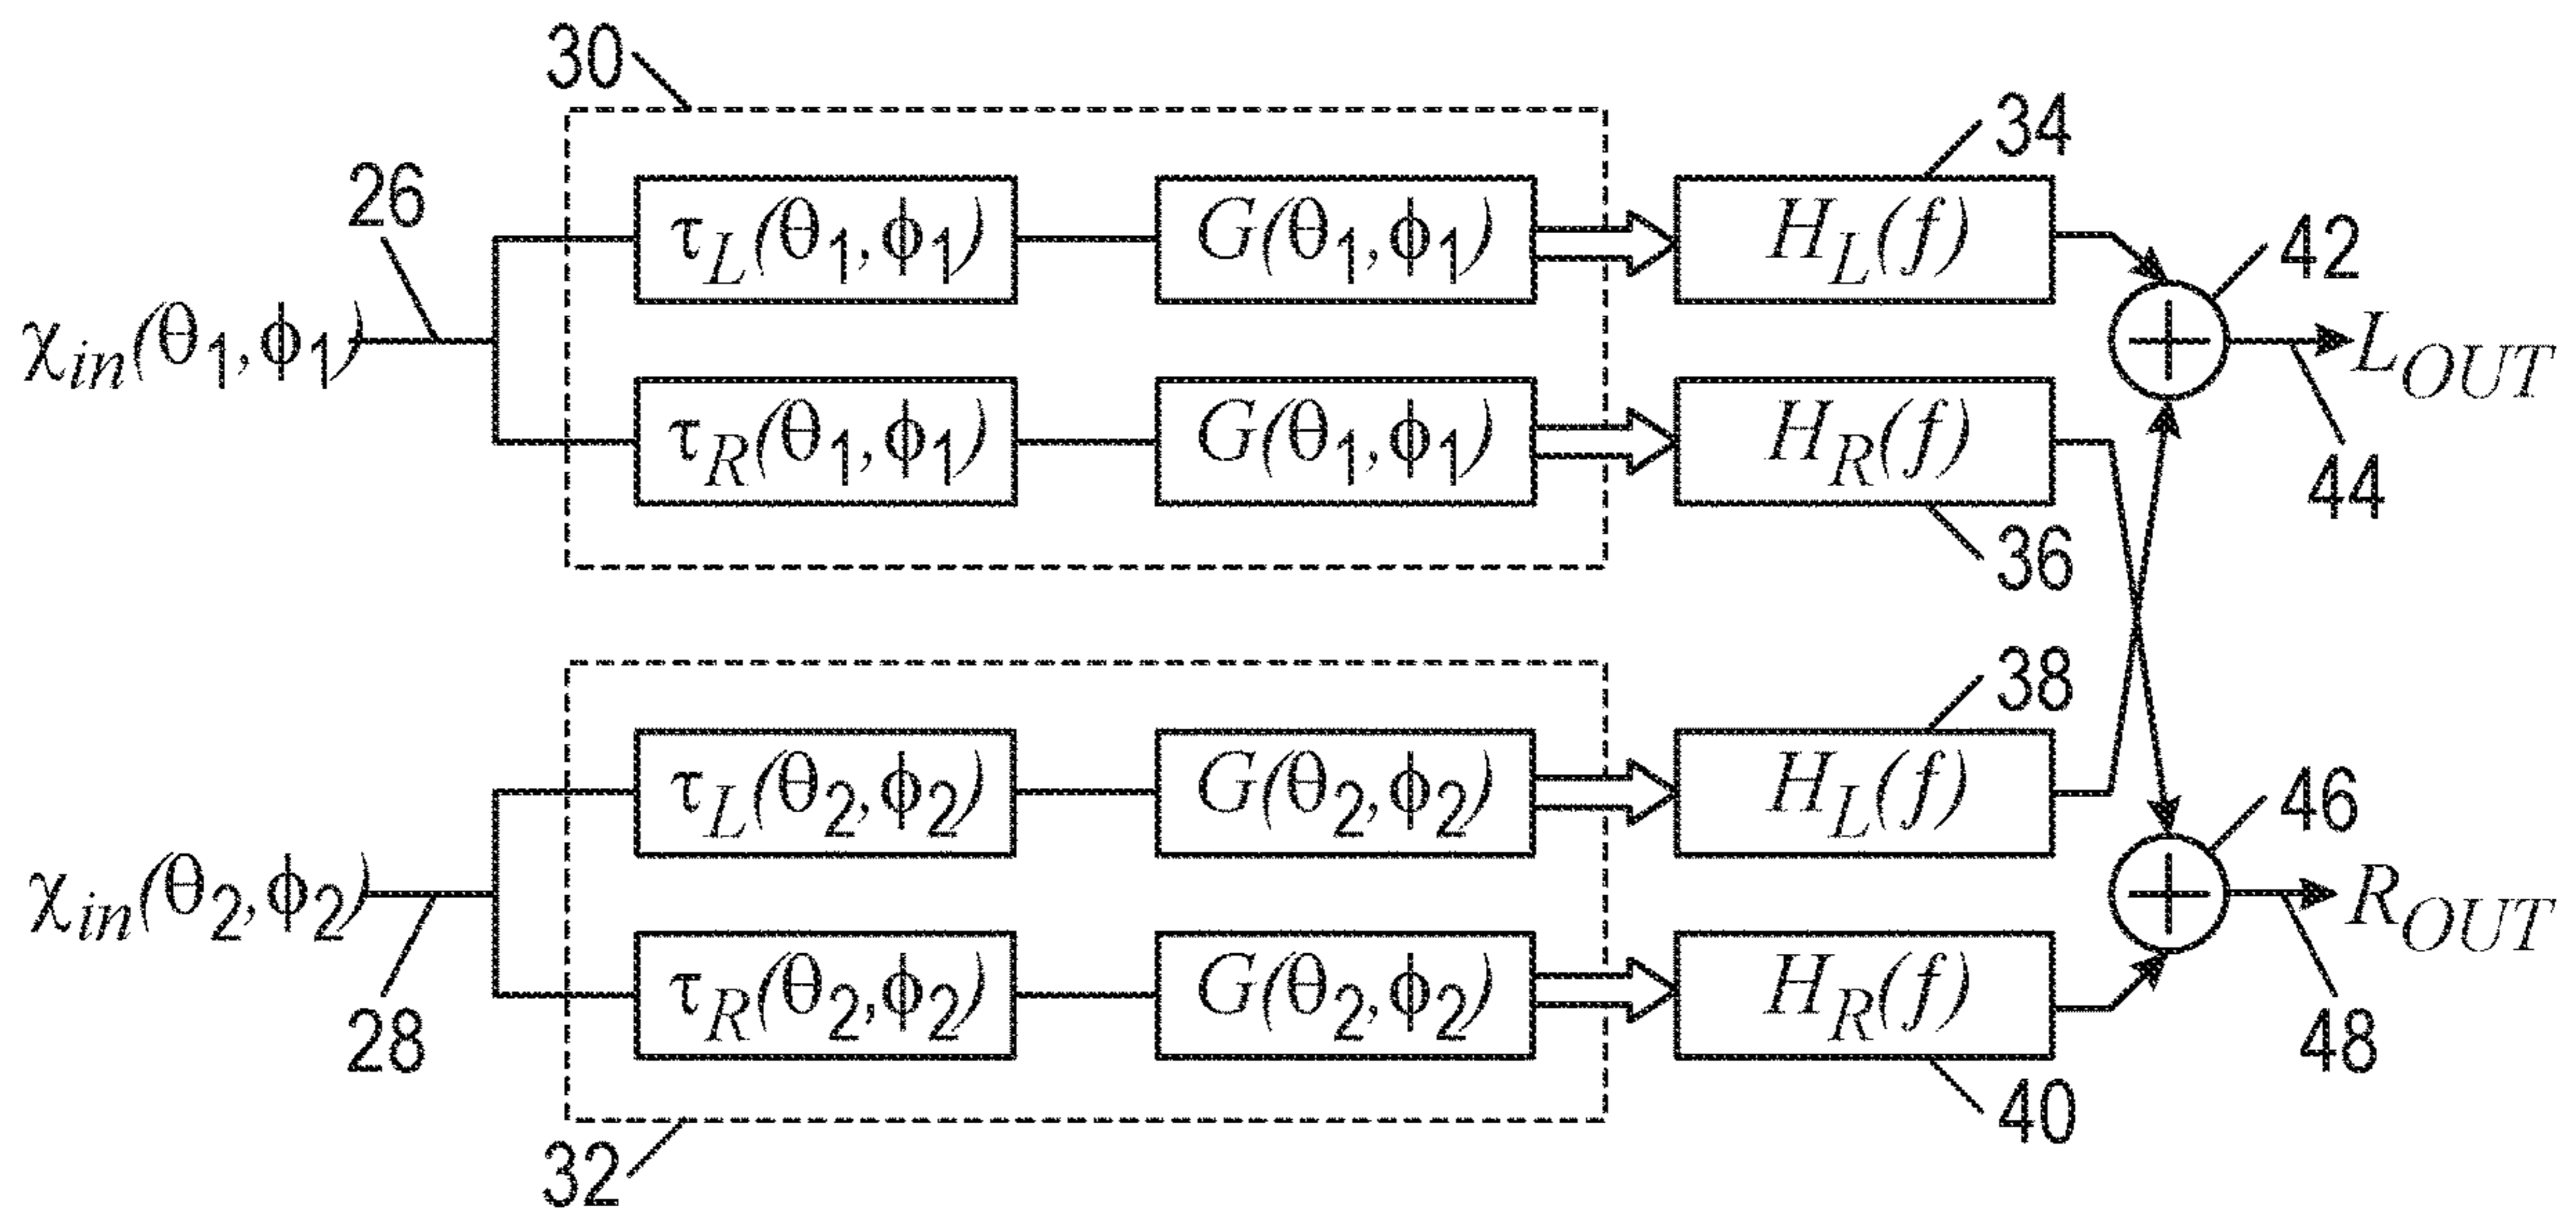 30
34
26
τL(θ1,ϕ1) G(θ1,ϕ1) HL(f)
42
χin(θ1,ϕ1) LOUT
τR(θ1,ϕ1) G(θ1,ϕ1) HR(f)
44
36
38
τL(θ2,ϕ2) G(θ2,ϕ2) HL(f)
46
χin(θ2,ϕ2) ROUT
τR(θ2,ϕ2) G(θ2,ϕ2) HR(f)
28
48
40
32